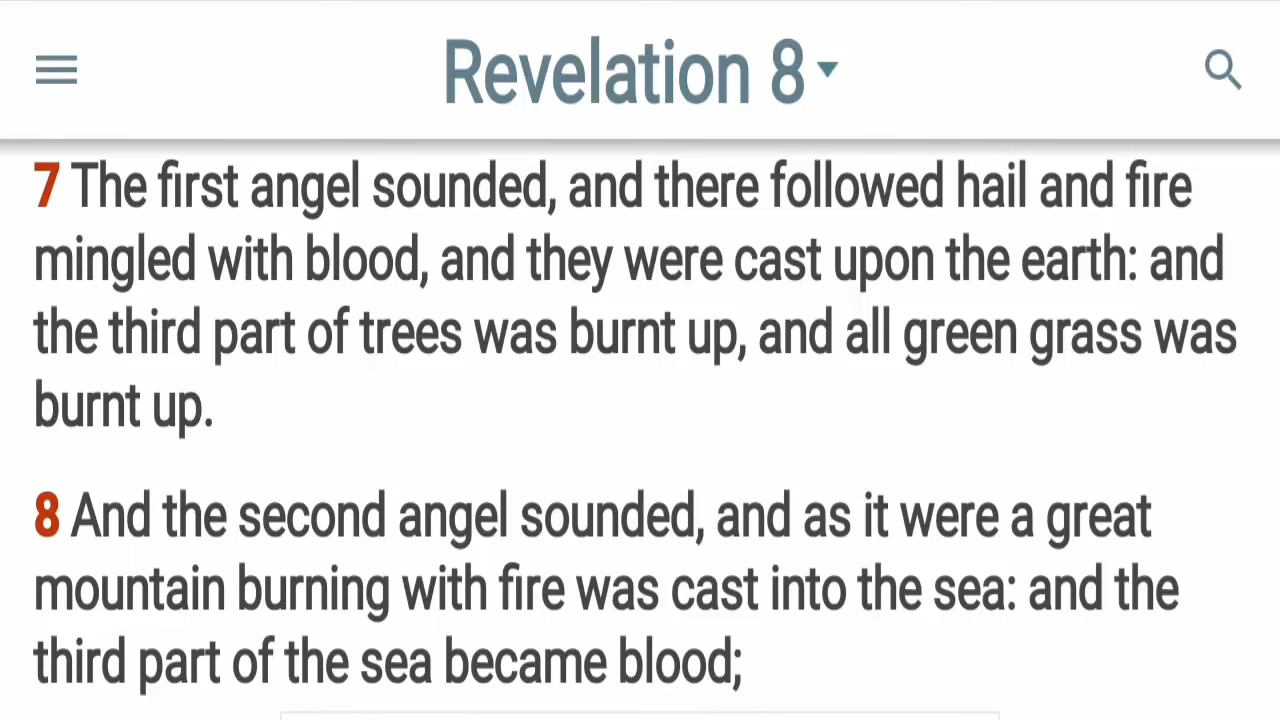 Revelation 8
7 The first angel sounded, and there followed hail and fire
mingled with blood, and they were cast upon the earth: and
the third part of trees was burnt up, and all green grass was
burnt up.
8 And the second angel sounded, and as it were a great
mountain burning with fire was cast into the sea: and the
third part of the sea became blood;